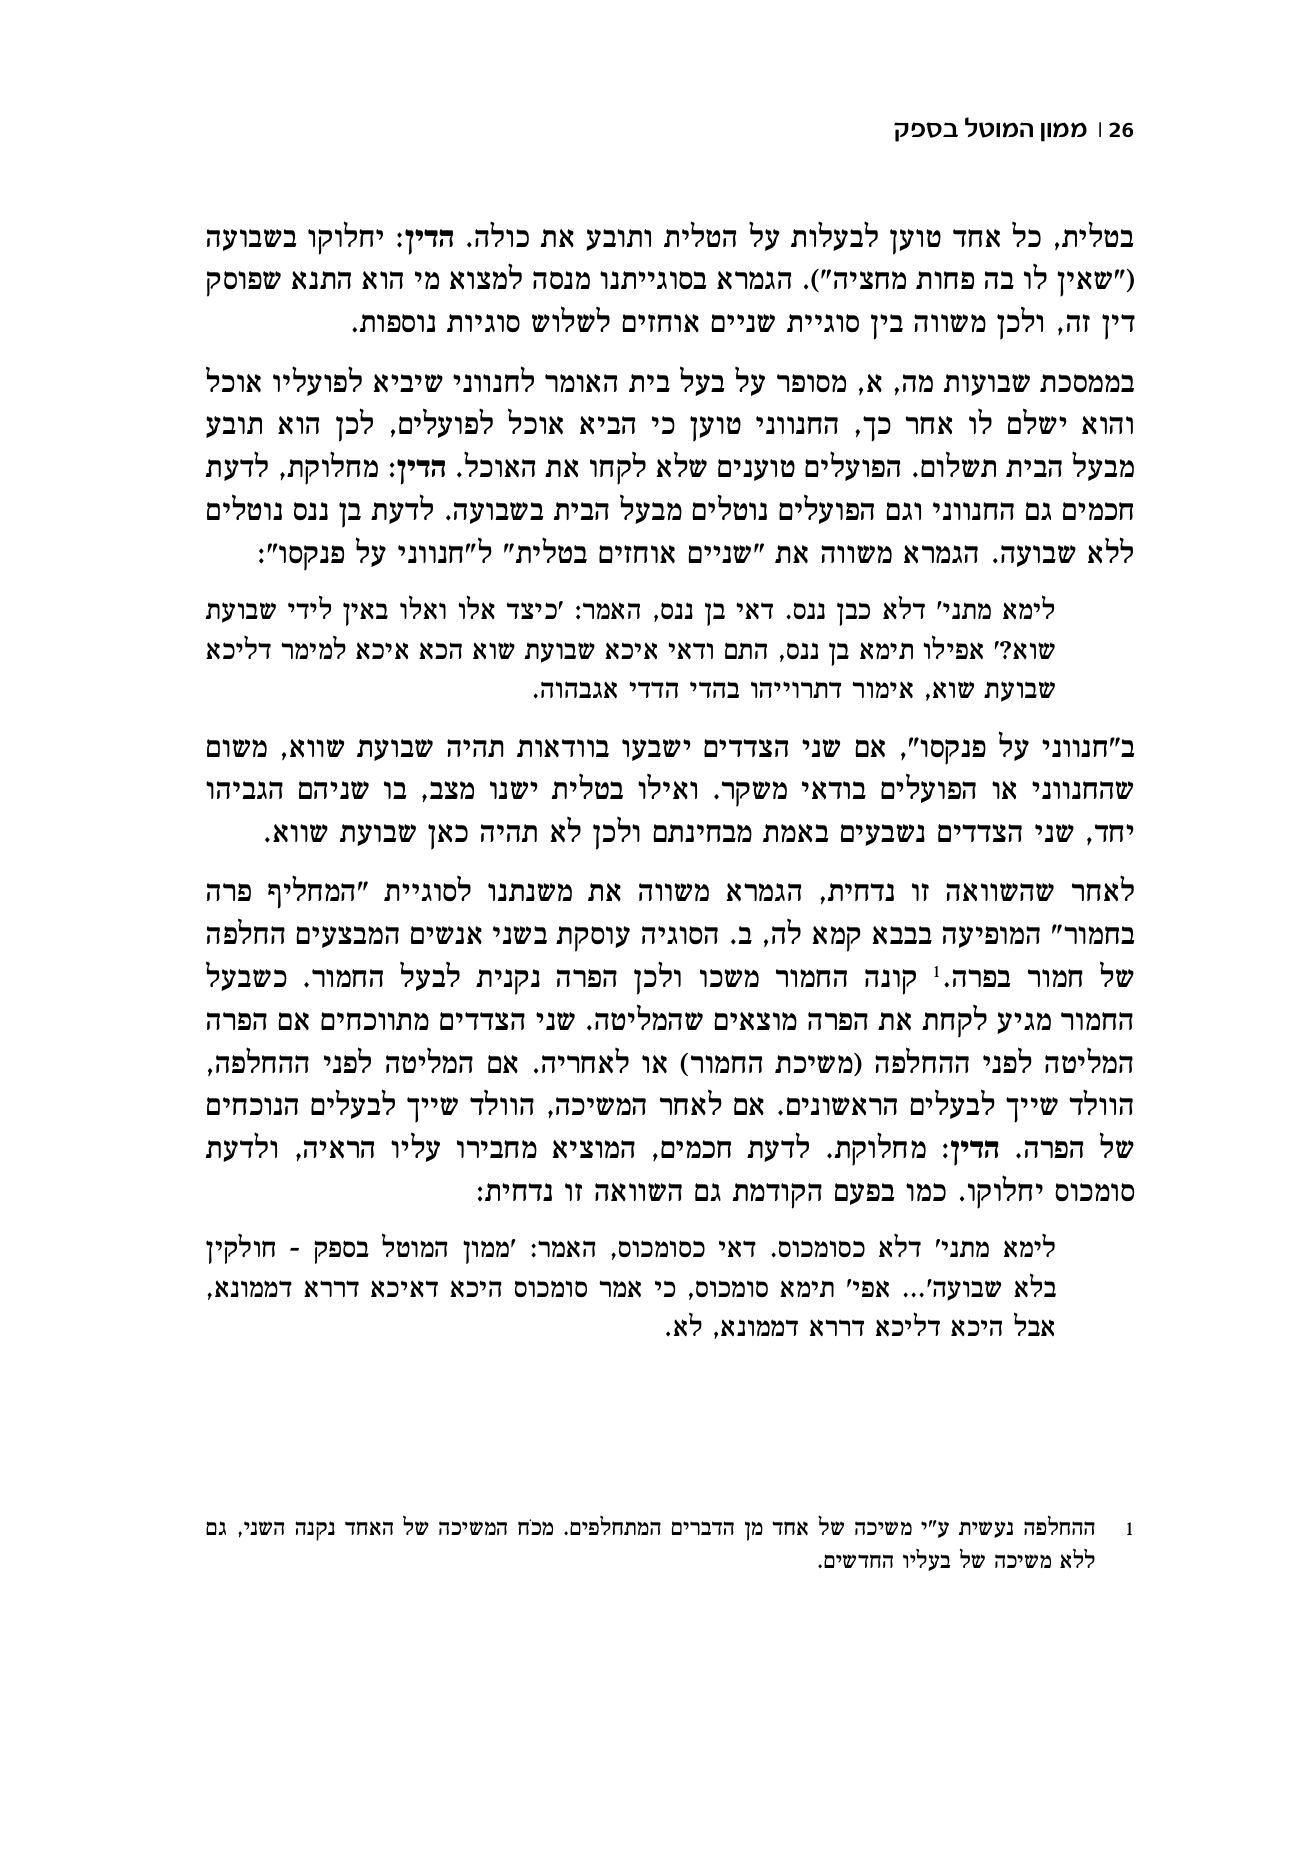 26 | ממון המוטל בספק
בטלית, כל אחד טוען לבעלות על הטלית ותובע את כולה. הדין: יחלוקו בשבועה
("שאין לו בה פחות מחציה"). הגמרא בסוגייתנו מנסה למצוא מי הוא התנא שפוסק
דין זה, ולכן משווה בין סוגיית שניים אוחזים לשלוש סוגיות נוספות.
בממסכת שבועות מה, א, מסופר על בעל בית האומר לחנווני שיביא לפועליו אוכל
והוא ישלם לו אחר כך, החנווני טוען כי הביא אוכל לפועלים, לכן הוא תובע
מבעל הבית תשלום. הפועלים טוענים שלא לקחו את האוכל. הדין: מחלוקת, לדעת
חכמים גם החנווני וגם הפועלים נוטלים מבעל הבית בשבועה. לדעת בן ננס נוטלים
ללא שבועה. הגמרא משווה את "שניים אוחזים בטלית" ל"חנווני על פנקסו":
לימא מתני' דלא כבן ננס. דאי בן ננס, האמר: 'כיצד אלו ואלו באין לידי שבועת
שוא?' אפילו תימא בן ננס, התם ודאי איכא שבועת שוא הכא איכא למימר דליכא
שבועת שוא, אימור דתרוייהו בהדי הדדי אגבהוה.
ב"חנווני על פנקסו", אם שני הצדדים ישבעו בוודאות תהיה שבועת שווא, משום
שהחנווני או הפועלים בודאי משקר. ואילו בטלית ישנו מצב, בו שניהם הגביהו
יחד, שני הצדדים נשבעים באמת מבחינתם ולכן לא תהיה כאן שבועת שווא.
לאחר שהשוואה זו נדחית, הגמרא משווה את משנתנו לסוגיית "המחליף פרה
בחמור" המופיעה בבבא קמא לה, ב. הסוגיה עוסקת בשני אנשים המבצעים החלפה
של חמור בפרה.1 קונה החמור משכו ולכן הפרה נקנית לבעל החמור. כשבעל
החמור מגיע לקחת את הפרה מוצאים שהמליטה. שני הצדדים מתווכחים אם הפרה
המליטה לפני ההחלפה (משיכת החמור) או לאחריה. אם המליטה לפני ההחלפה,
הוולד שייך לבעלים הראשונים. אם לאחר המשיכה, הוולד שייך לבעלים הנוכחים
של הפרה. הדין: מחלוקת. לדעת חכמים, המוציא מחבירו עליו הראיה, ולדעת
סומכוס יחלוקו. כמו בפעם הקודמת גם השוואה זו נדחית:
לימא מתני' דלא כסומכוס. דאי כסומכוס, האמר: 'ממון המוטל בספק - חולקין
בלא שבועה'... אפי' תימא סומכוס, כי אמר סומכוס היכא דאיכא דררא דממונא,
אבל היכא דליכא דררא דממונא, לא.
1 ההחלפה נעשית ע"י משיכה של אחד מן הדברים המתחלפים. מכֹח המשיכה של האחד נקנה השני, גם
ללא משיכה של בעליו החדשים.